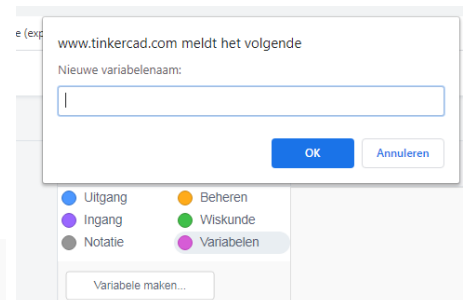 e (exp
www.tinkercad.com meldt het volgende
Nieuwe variabelenaam:
OK Annuleren
Uitgang Beheren
Ingang Wiskunde
Notatie Variabelen
Variabele maken...